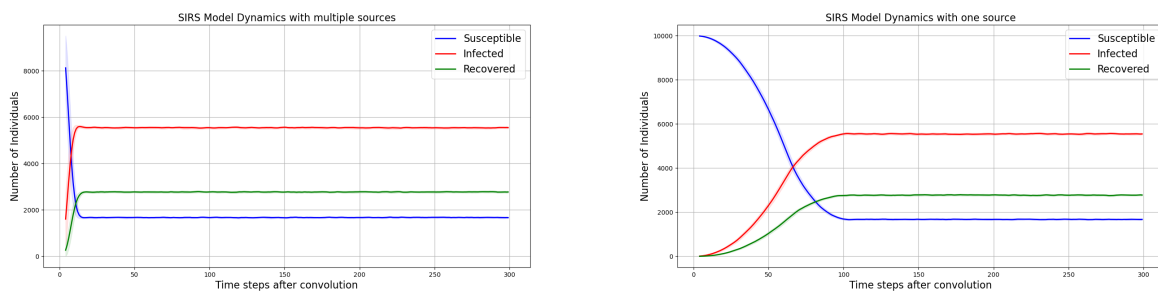 SIRS Model Dynamics with multiple sources
Number of Individuals
8000
6000
4000
2000
0
Susceptible
Infected
Recovered
0 50 100 150 200 250 300
Time steps after convolution
SIRS Model Dynamics with one source
Number of Individuals
10000
8000
6000
4000
2000
0
Susceptible
Infected
Recovered
0 50 100 150 200 250 300
Time steps after convolution